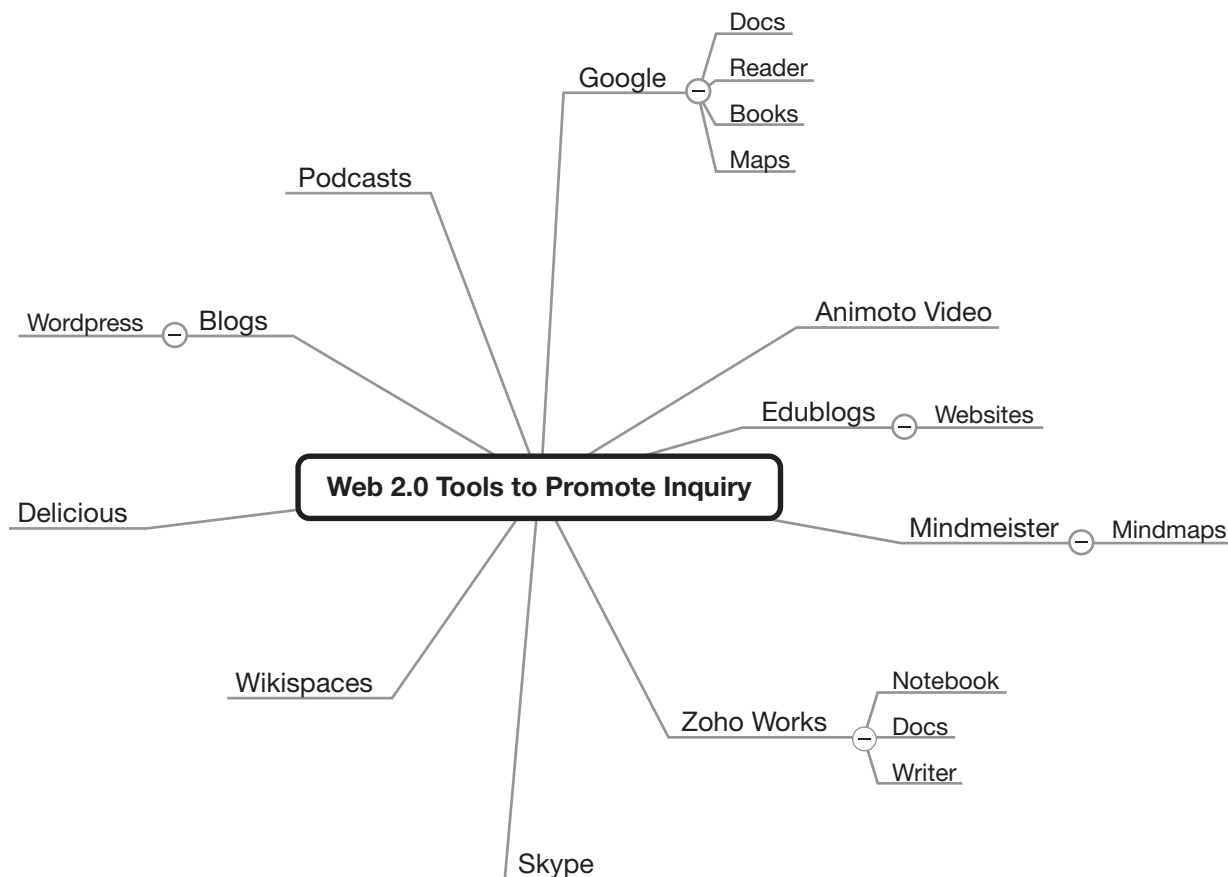 Docs
Google
Reader
Books
Maps
Podcasts
Animoto Video
Wordpress
Blogs
Edublogs
Websites
Web 2.0 Tools to Promote Inquiry
Delicious
Mindmeister
Mindmaps
Wikispaces
Notebook
Zoho Works
Docs
Writer
Skype